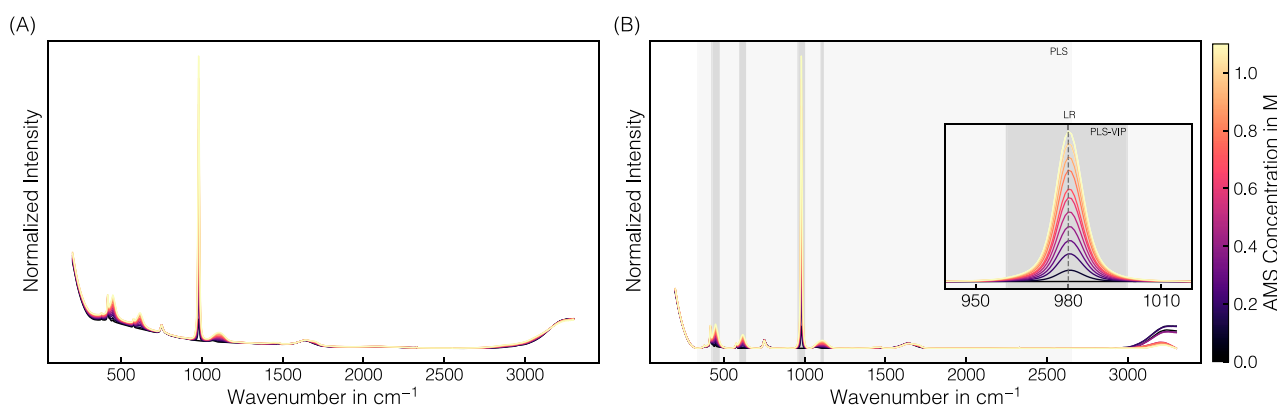 (A)
Normalized Intensity
500 1000 1500 2000 2500 3000
Wavenumber in cm⁻¹
(B)
Normalized Intensity
PLS
LR
PLS-VIP
950 980 1010
500 1000 1500 2000 2500 3000
Wavenumber in cm⁻¹
1.0
0.8
0.6
0.4
0.2
0.0
AMS Concentration in M